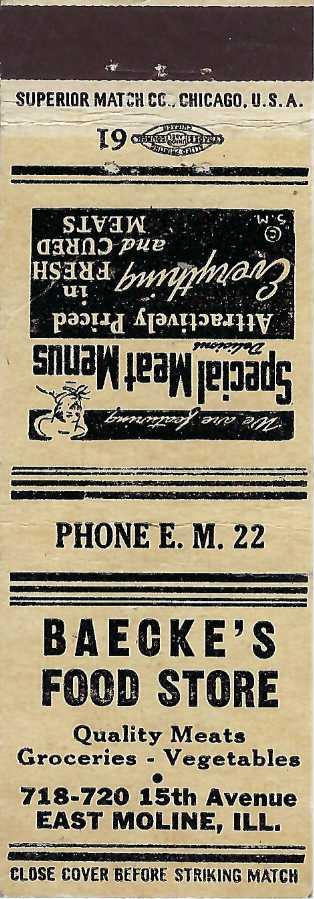 SUPERIOR MATCH CO., CHICAGO, U.S.A.
61
We are featuring
Special Meat Menus
Delicious
Attractively Priced
in
Everything FRESH
and CURED
MEATS
©
S.M.
PHONE E. M. 22
BAECKE'S
FOOD STORE
Quality Meats
Groceries - Vegetables
•
718-720 15th Avenue
EAST MOLINE, ILL.
CLOSE COVER BEFORE STRIKING MATCH